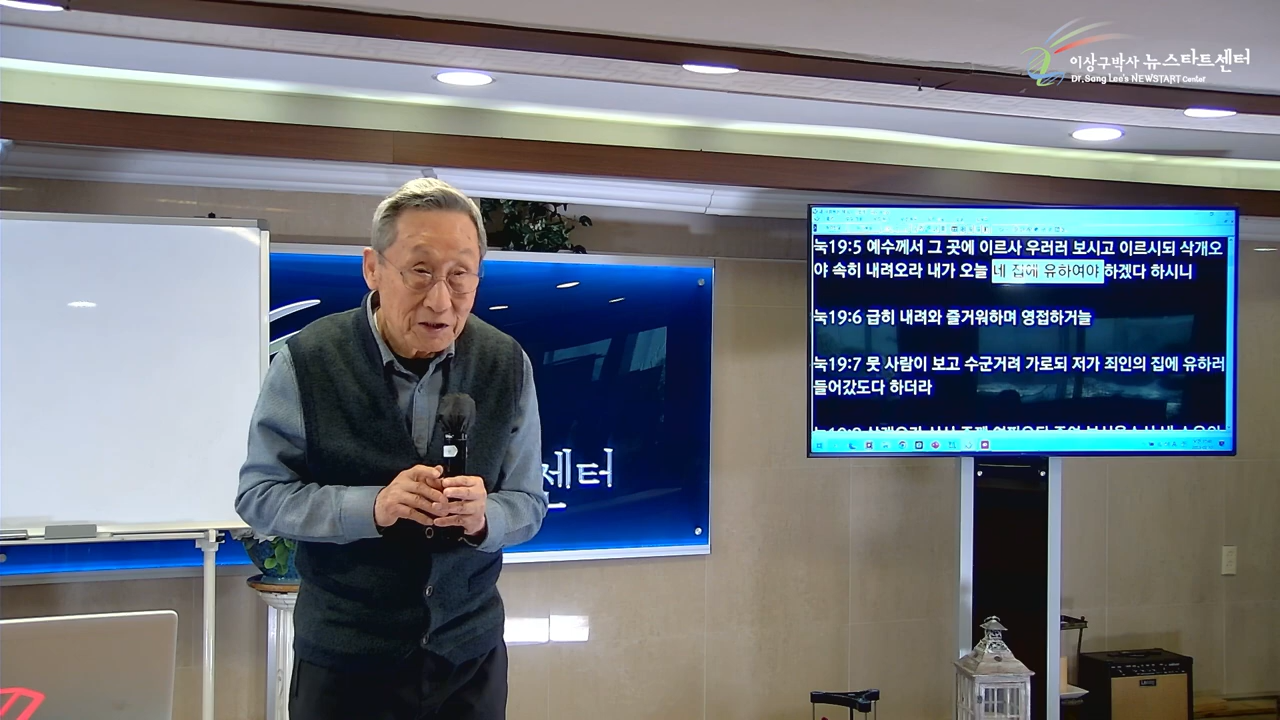 이상구박사 뉴스타트센터
Dr. Sang Lee's NEWSTART Center
눅19:5 예수께서 그 곳에 이르사 우러러 보시고 이르시되 삭개오
야 속히 내려오라 내가 오늘 네 집에 유하여야 하겠다 하시니
눅19:6 급히 내려와 즐거워하며 영접하거늘
눅19:7 뭇 사람이 보고 수군거려 가로되 저가 죄인의 집에 유하러
들어갔도다 하더라
센터